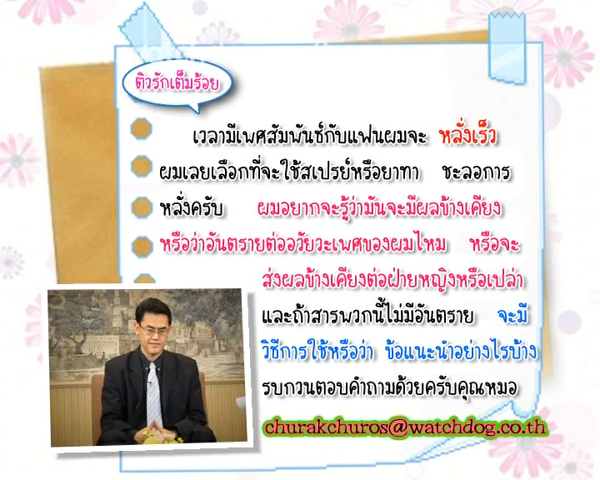 ติวรักเต็มร้อย
เวลามีเพศสัมพันธ์กับแฟนผมจะ หลั่งเร็ว
ผมเลยเลือกที่จะใช้สเปรย์หรือยาทา ชะลอการ
หลั่งครับ ผมอยากจะรู้ว่ามันจะมีผลข้างเคียง
หรือว่าอันตรายต่ออวัยวะเพศของผมไหม หรือจะ
ส่งผลข้างเคียงต่อฝ่ายหญิงหรือเปล่า
และถ้าสารพวกนี้ไม่มีอันตราย จะมี
วิธีการใช้หรือว่า ข้อแนะนำอย่างไรบ้าง
รบกวนตอบคำถามด้วยครับคุณหมอ
churakchuros@watchdog.co.th